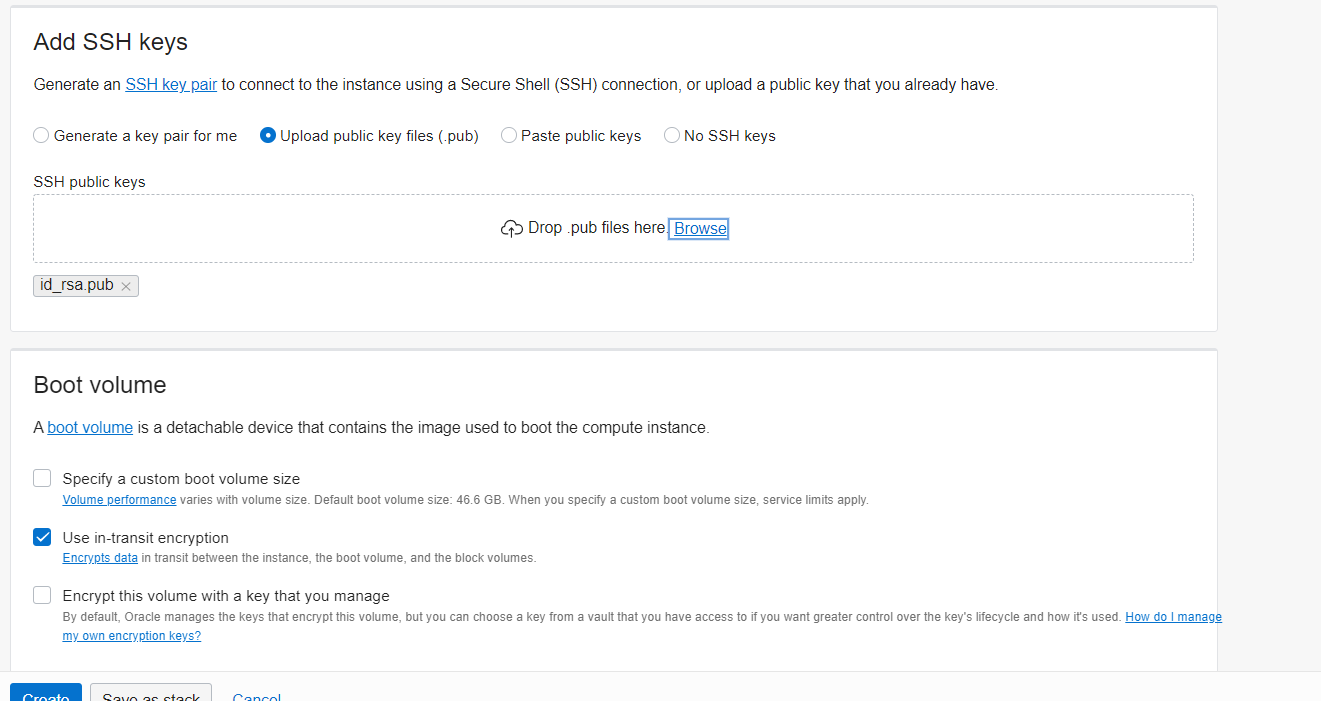 Add SSH keys
Generate an SSH key pair to connect to the instance using a Secure Shell (SSH) connection, or upload a public key that you already have.
Generate a key pair for me Upload public key files (.pub) Paste public keys No SSH keys
SSH public keys
Drop .pub files here. Browse
id_rsa.pub ×
Boot volume
A boot volume is a detachable device that contains the image used to boot the compute instance.
Specify a custom boot volume size
Volume performance varies with volume size. Default boot volume size: 46.6 GB. When you specify a custom boot volume size, service limits apply.
Use in-transit encryption
Encrypts data in transit between the instance, the boot volume, and the block volumes.
Encrypt this volume with a key that you manage
By default, Oracle manages the keys that encrypt this volume, but you can choose a key from a vault that you have access to if you want greater control over the key's lifecycle and how it's used. How do I manage
my own encryption keys?
Create Save as stack Cancel